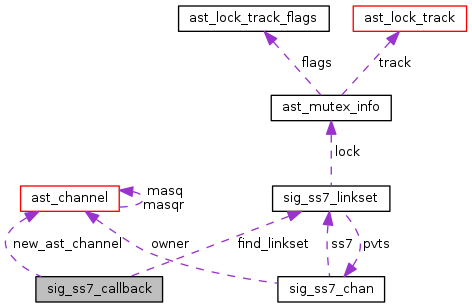 ast_lock_track_flags
ast_lock_track
flags
track
ast_mutex_info
lock
ast_channel
masq
masqr
sig_ss7_linkset
new_ast_channel
owner
find_linkset
ss7
pvts
sig_ss7_callback
sig_ss7_chan